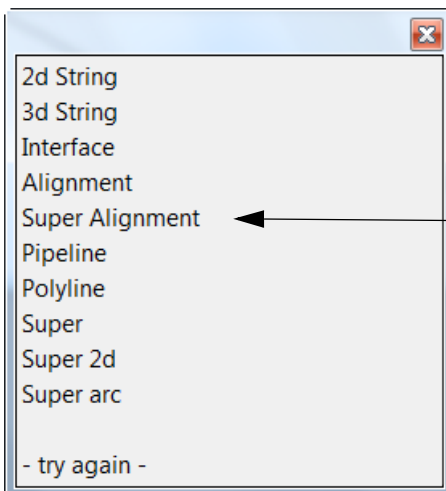 2d String
3d String
Interface
Alignment
Super Alignment
Pipeline
Polyline
Super
Super 2d
Super arc
- try again -